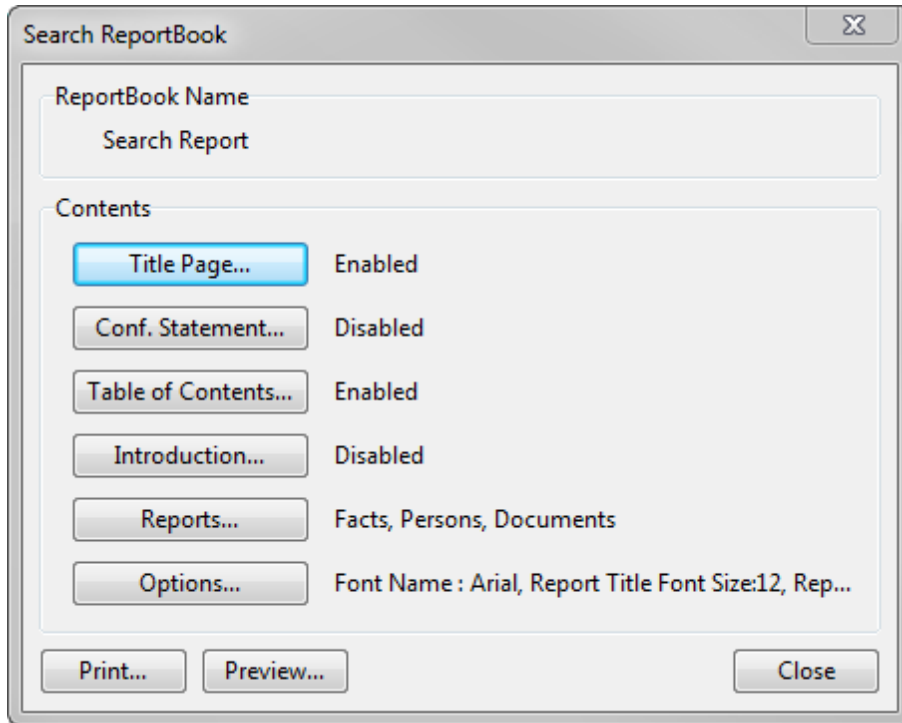 Search ReportBook
ReportBook Name
Search Report
Contents
Title Page... Enabled
Conf. Statement... Disabled
Table of Contents... Enabled
Introduction... Disabled
Reports... Facts, Persons, Documents
Options... Font Name : Arial, Report Title Font Size:12, Rep...
Print... Preview... Close